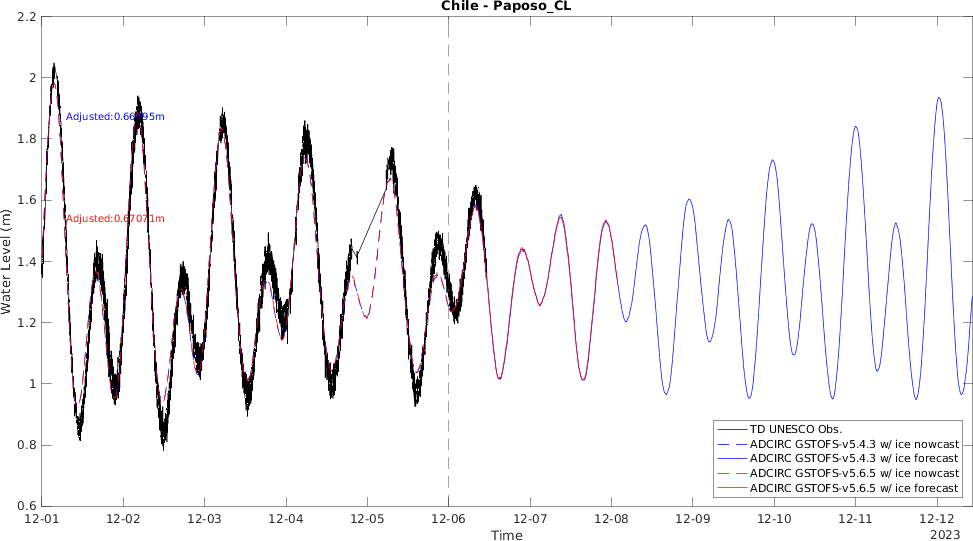 Chile - Paposo_CL
2.2
2
1.8
1.6
1.4
1.2
1
0.8
0.6
Water Level (m)
Adjusted:0.67071m
12-01
12-02
12-03
12-04
12-05
12-06
12-07
12-08
12-09
12-10
12-11
12-12
Time
2023
TD UNESCO Obs.
ADCIRC GSTOFS-v5.4.3 w/ ice nowcast
ADCIRC GSTOFS-v5.4.3 w/ ice forecast
ADCIRC GSTOFS-v5.6.5 w/ ice nowcast
ADCIRC GSTOFS-v5.6.5 w/ ice forecast